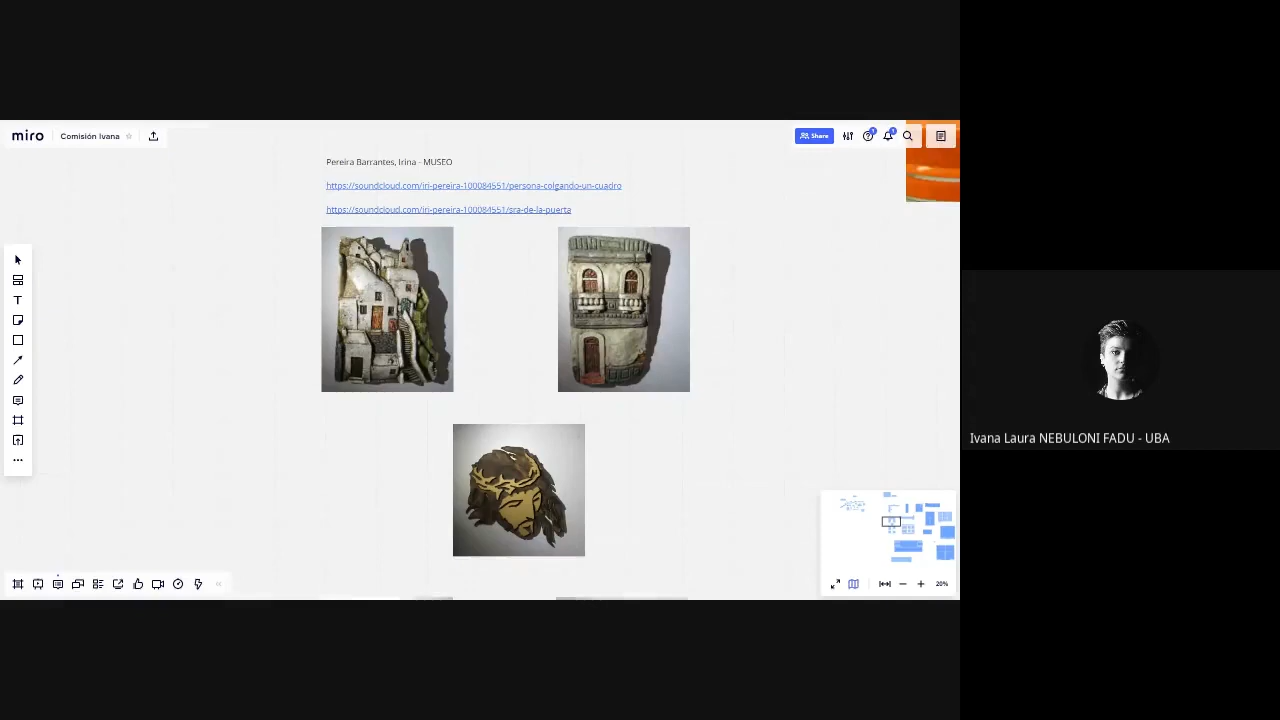 miro
Comisión Ivana
Share
Pereira Barrantes, Irina - MUSEO
https://soundcloud.com/iri-pereira-100084551/persona-colgando-un-cuadro
https://soundcloud.com/iri-pereira-100084551/sra-de-la-puerta
Ivana Laura NEBULONI FADU - UBA
20%